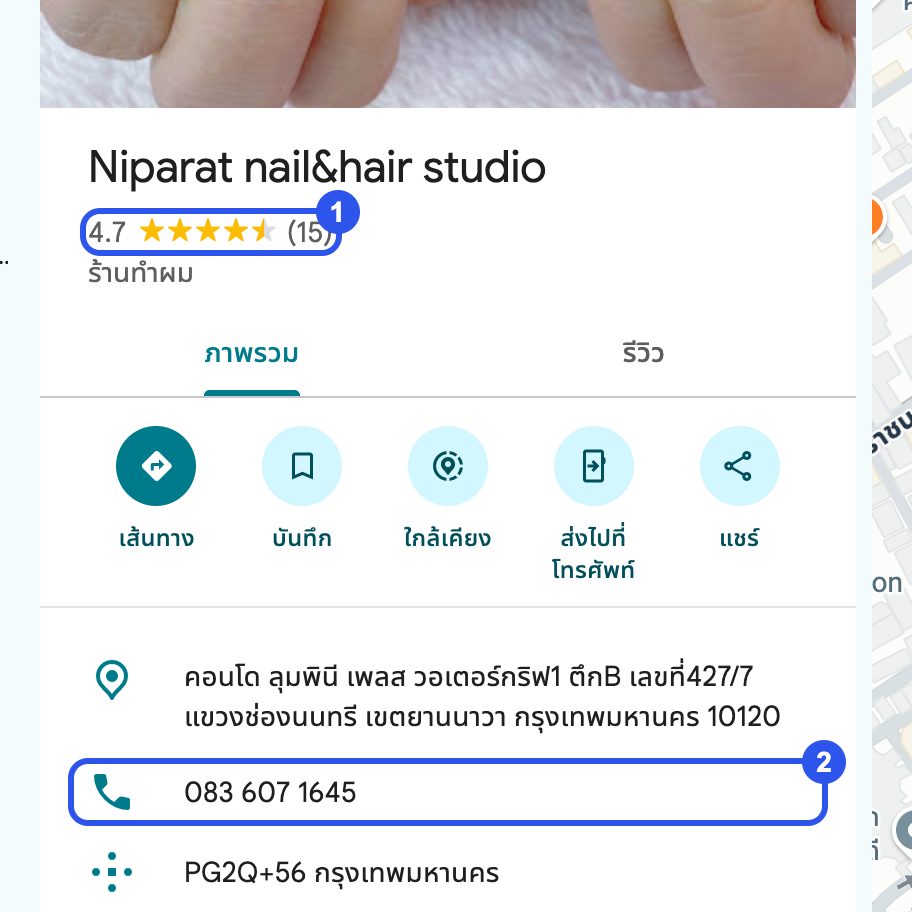 Niparat nail&hair studio
1
4.7 (15)
ร้านทำผม
ภาพรวม รีวิว
เส้นทาง บันทึก ใกล้เคียง ส่งไปที่ แชร์
โทรศัพท์
on
คอนโด ลุมพินี เพลส วอเตอร์กริฟ1 ตึกB เลขที่427/7
แขวงช่องนนทรี เขตยานนาวา กรุงเทพมหานคร 10120
2
083 607 1645
PG2Q+56 กรุงเทพมหานคร